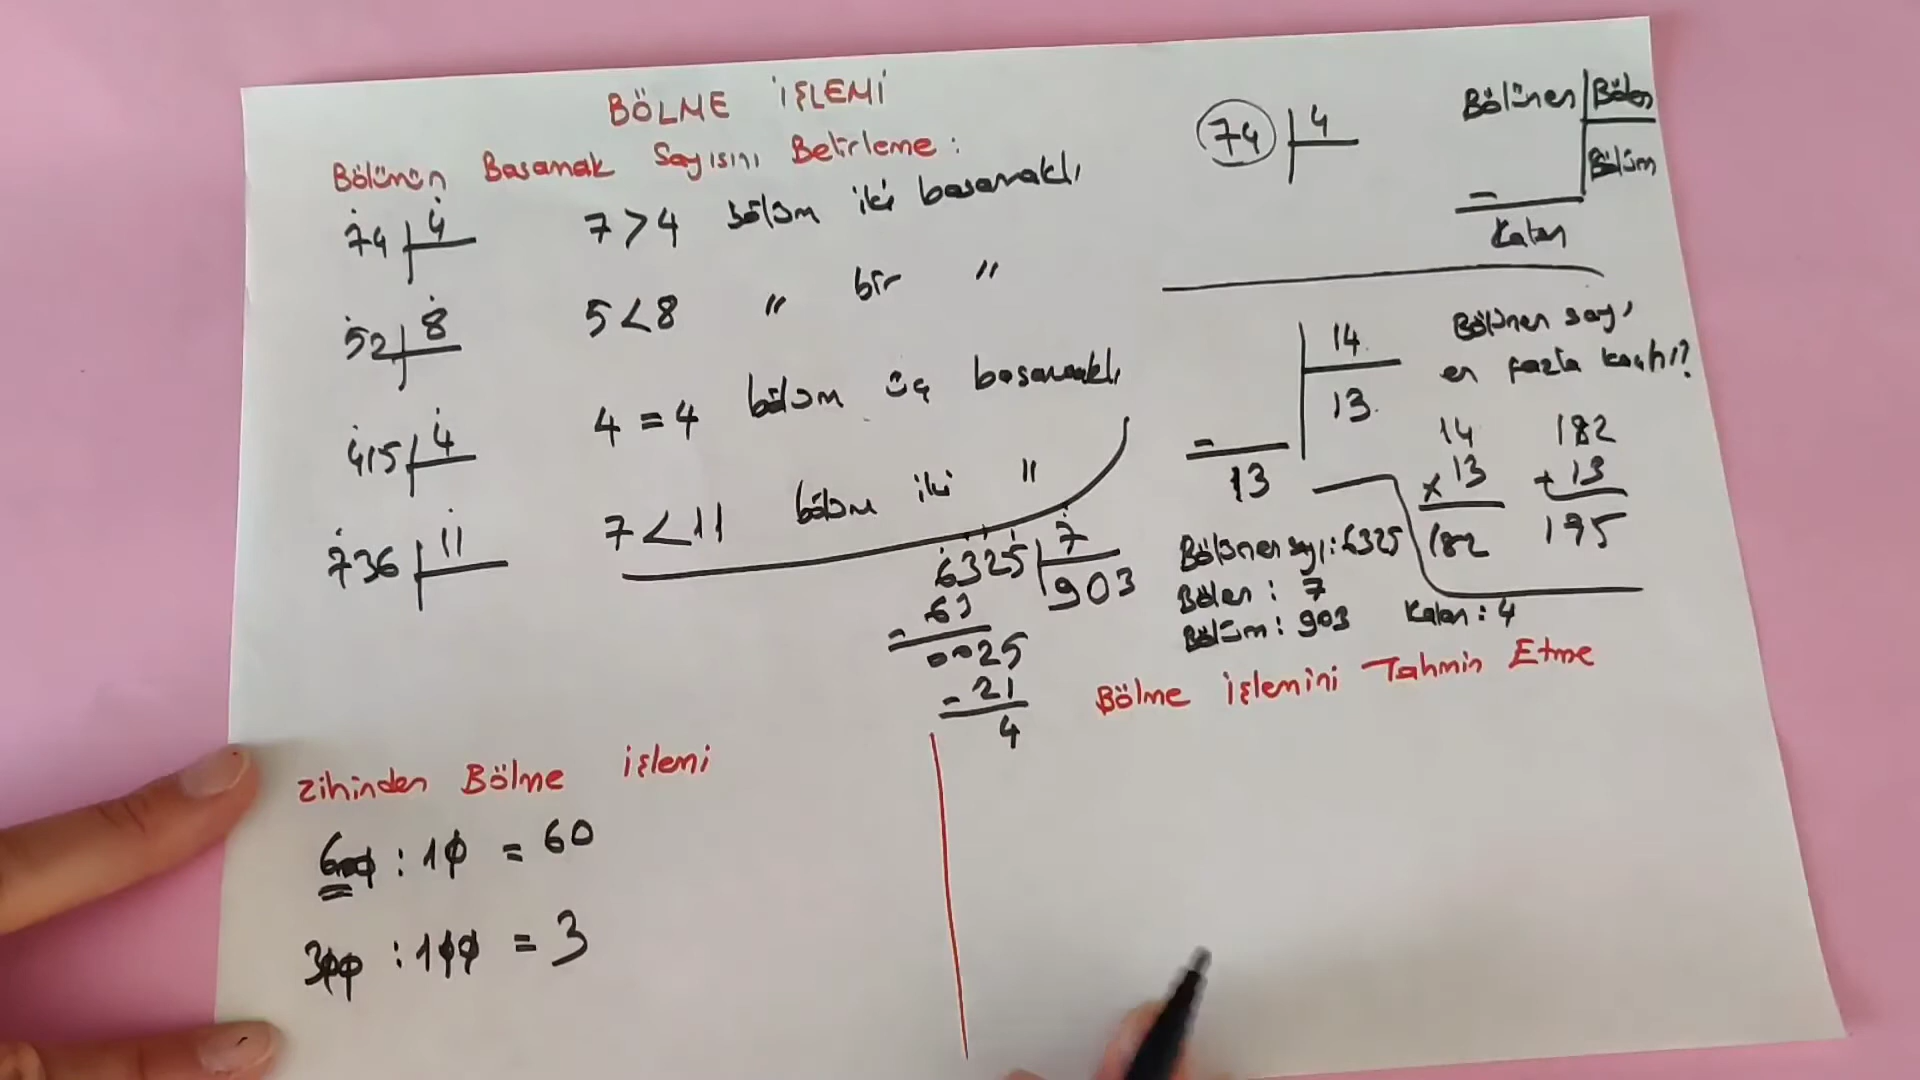 BÖLME İŞLEMİ
Bölümün Basamak Sayısını Belirleme:
74 4 7 > 4 bölüm iki basamaklı
52 8 5 < 8 " bir "
415 4 4 = 4 bölüm üç basamaklı
736 11 7 < 11 bölüm iki "
6325 7
903
- 63
0025
- 21
4
74 4
Bölünen Bölen
Bölüm
-
Kalan
14
13
-
13
Bölünen sayı
en fazla kaçtır?
14
x 13
182
182
+ 13
195
Bölünen sayı: 6325
Bölen: 7
Bölüm: 903 Kalan: 4
Bölme işlemini Tahmin Etme
Zihinden Bölme işlemi
600 : 10 = 60
300 : 100 = 3